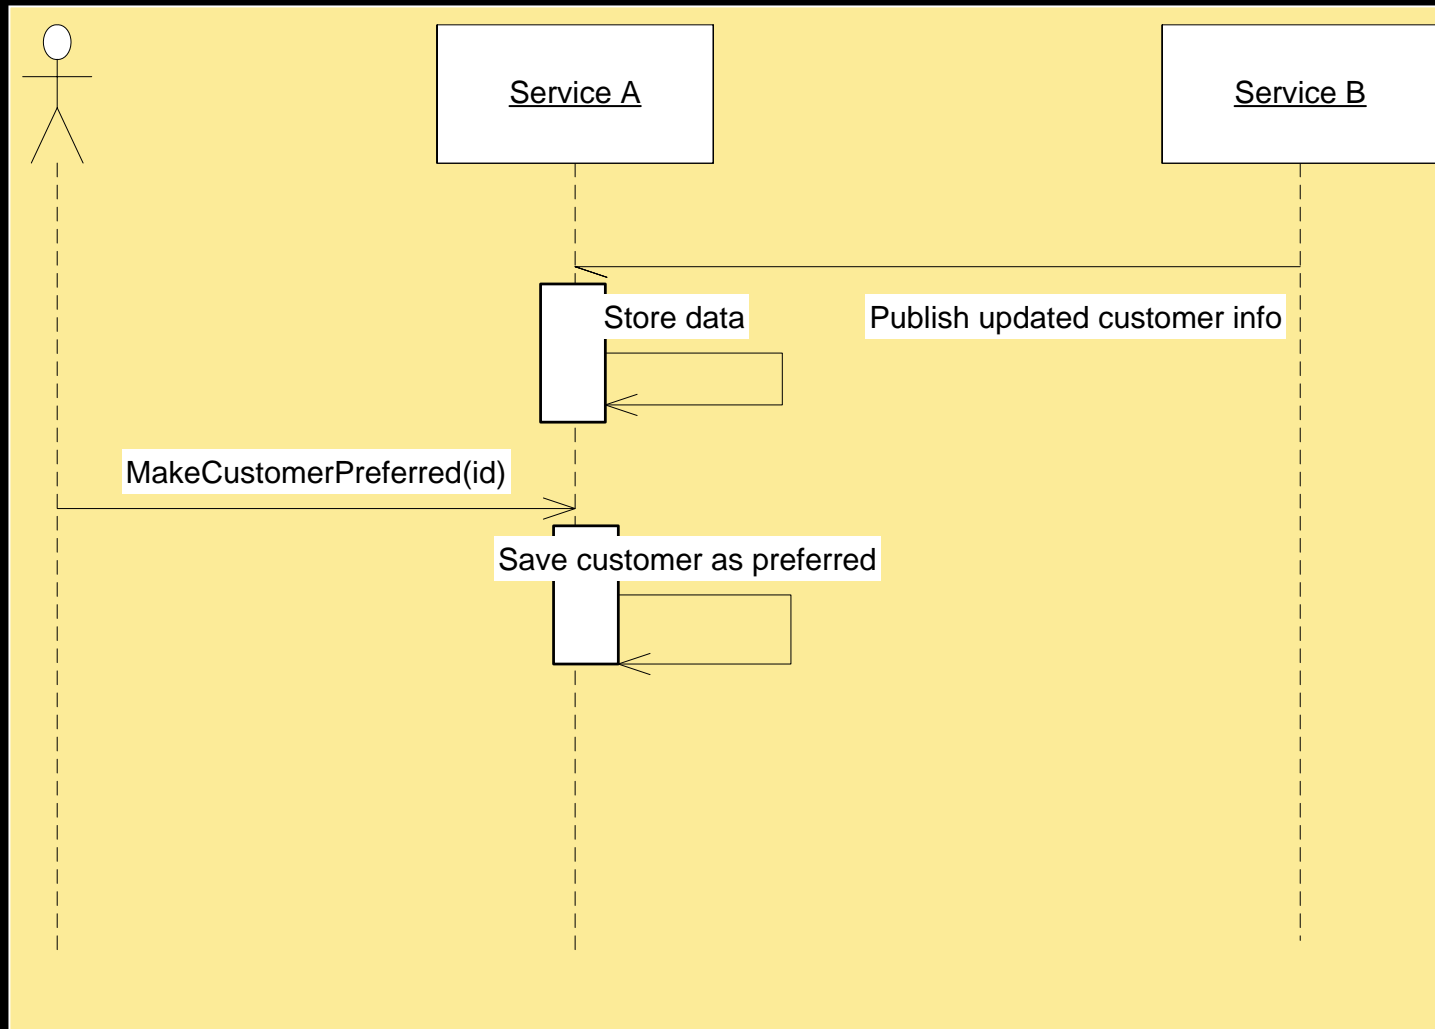 Service A
Service B
Store data
Publish updated customer info
MakeCustomerPreferred(id)
Save customer as preferred